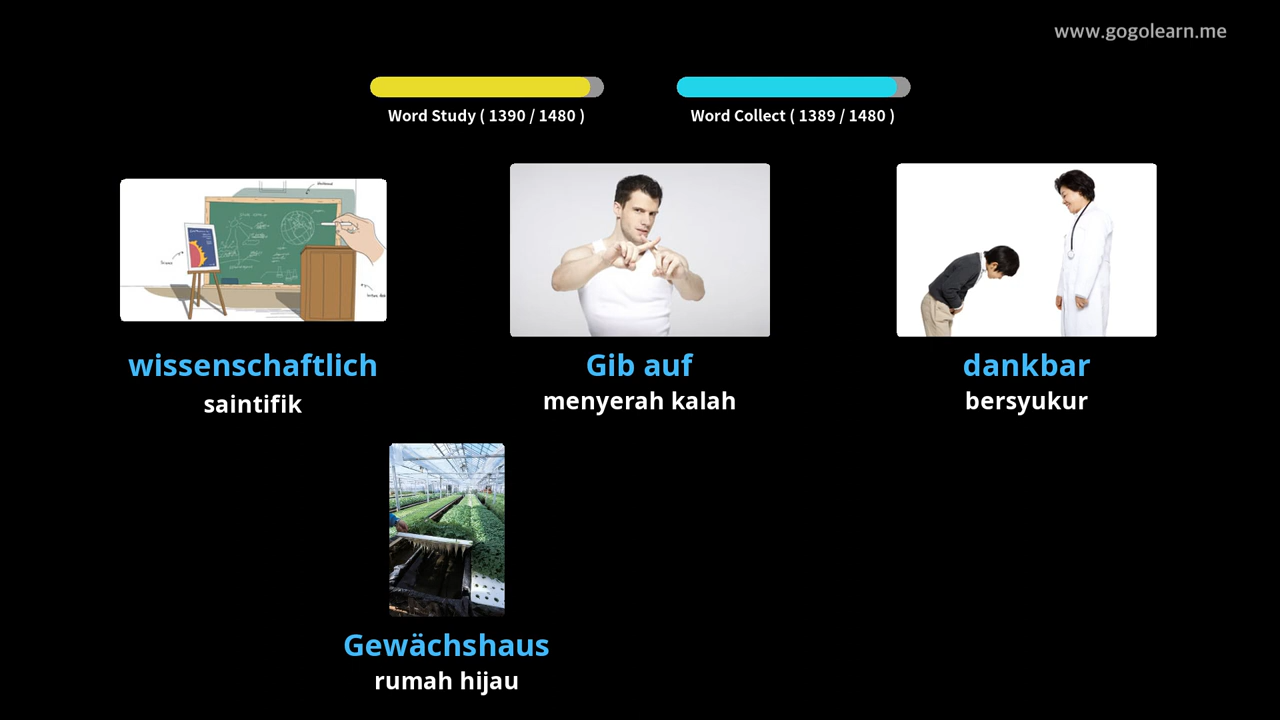 www.gogolearn.me
Word Study ( 1390 / 1480 )
Word Collect ( 1389 / 1480 )
wissenschaftlich
saintifik
Gib auf
menyerah kalah
dankbar
bersyukur
Gewächshaus
rumah hijau